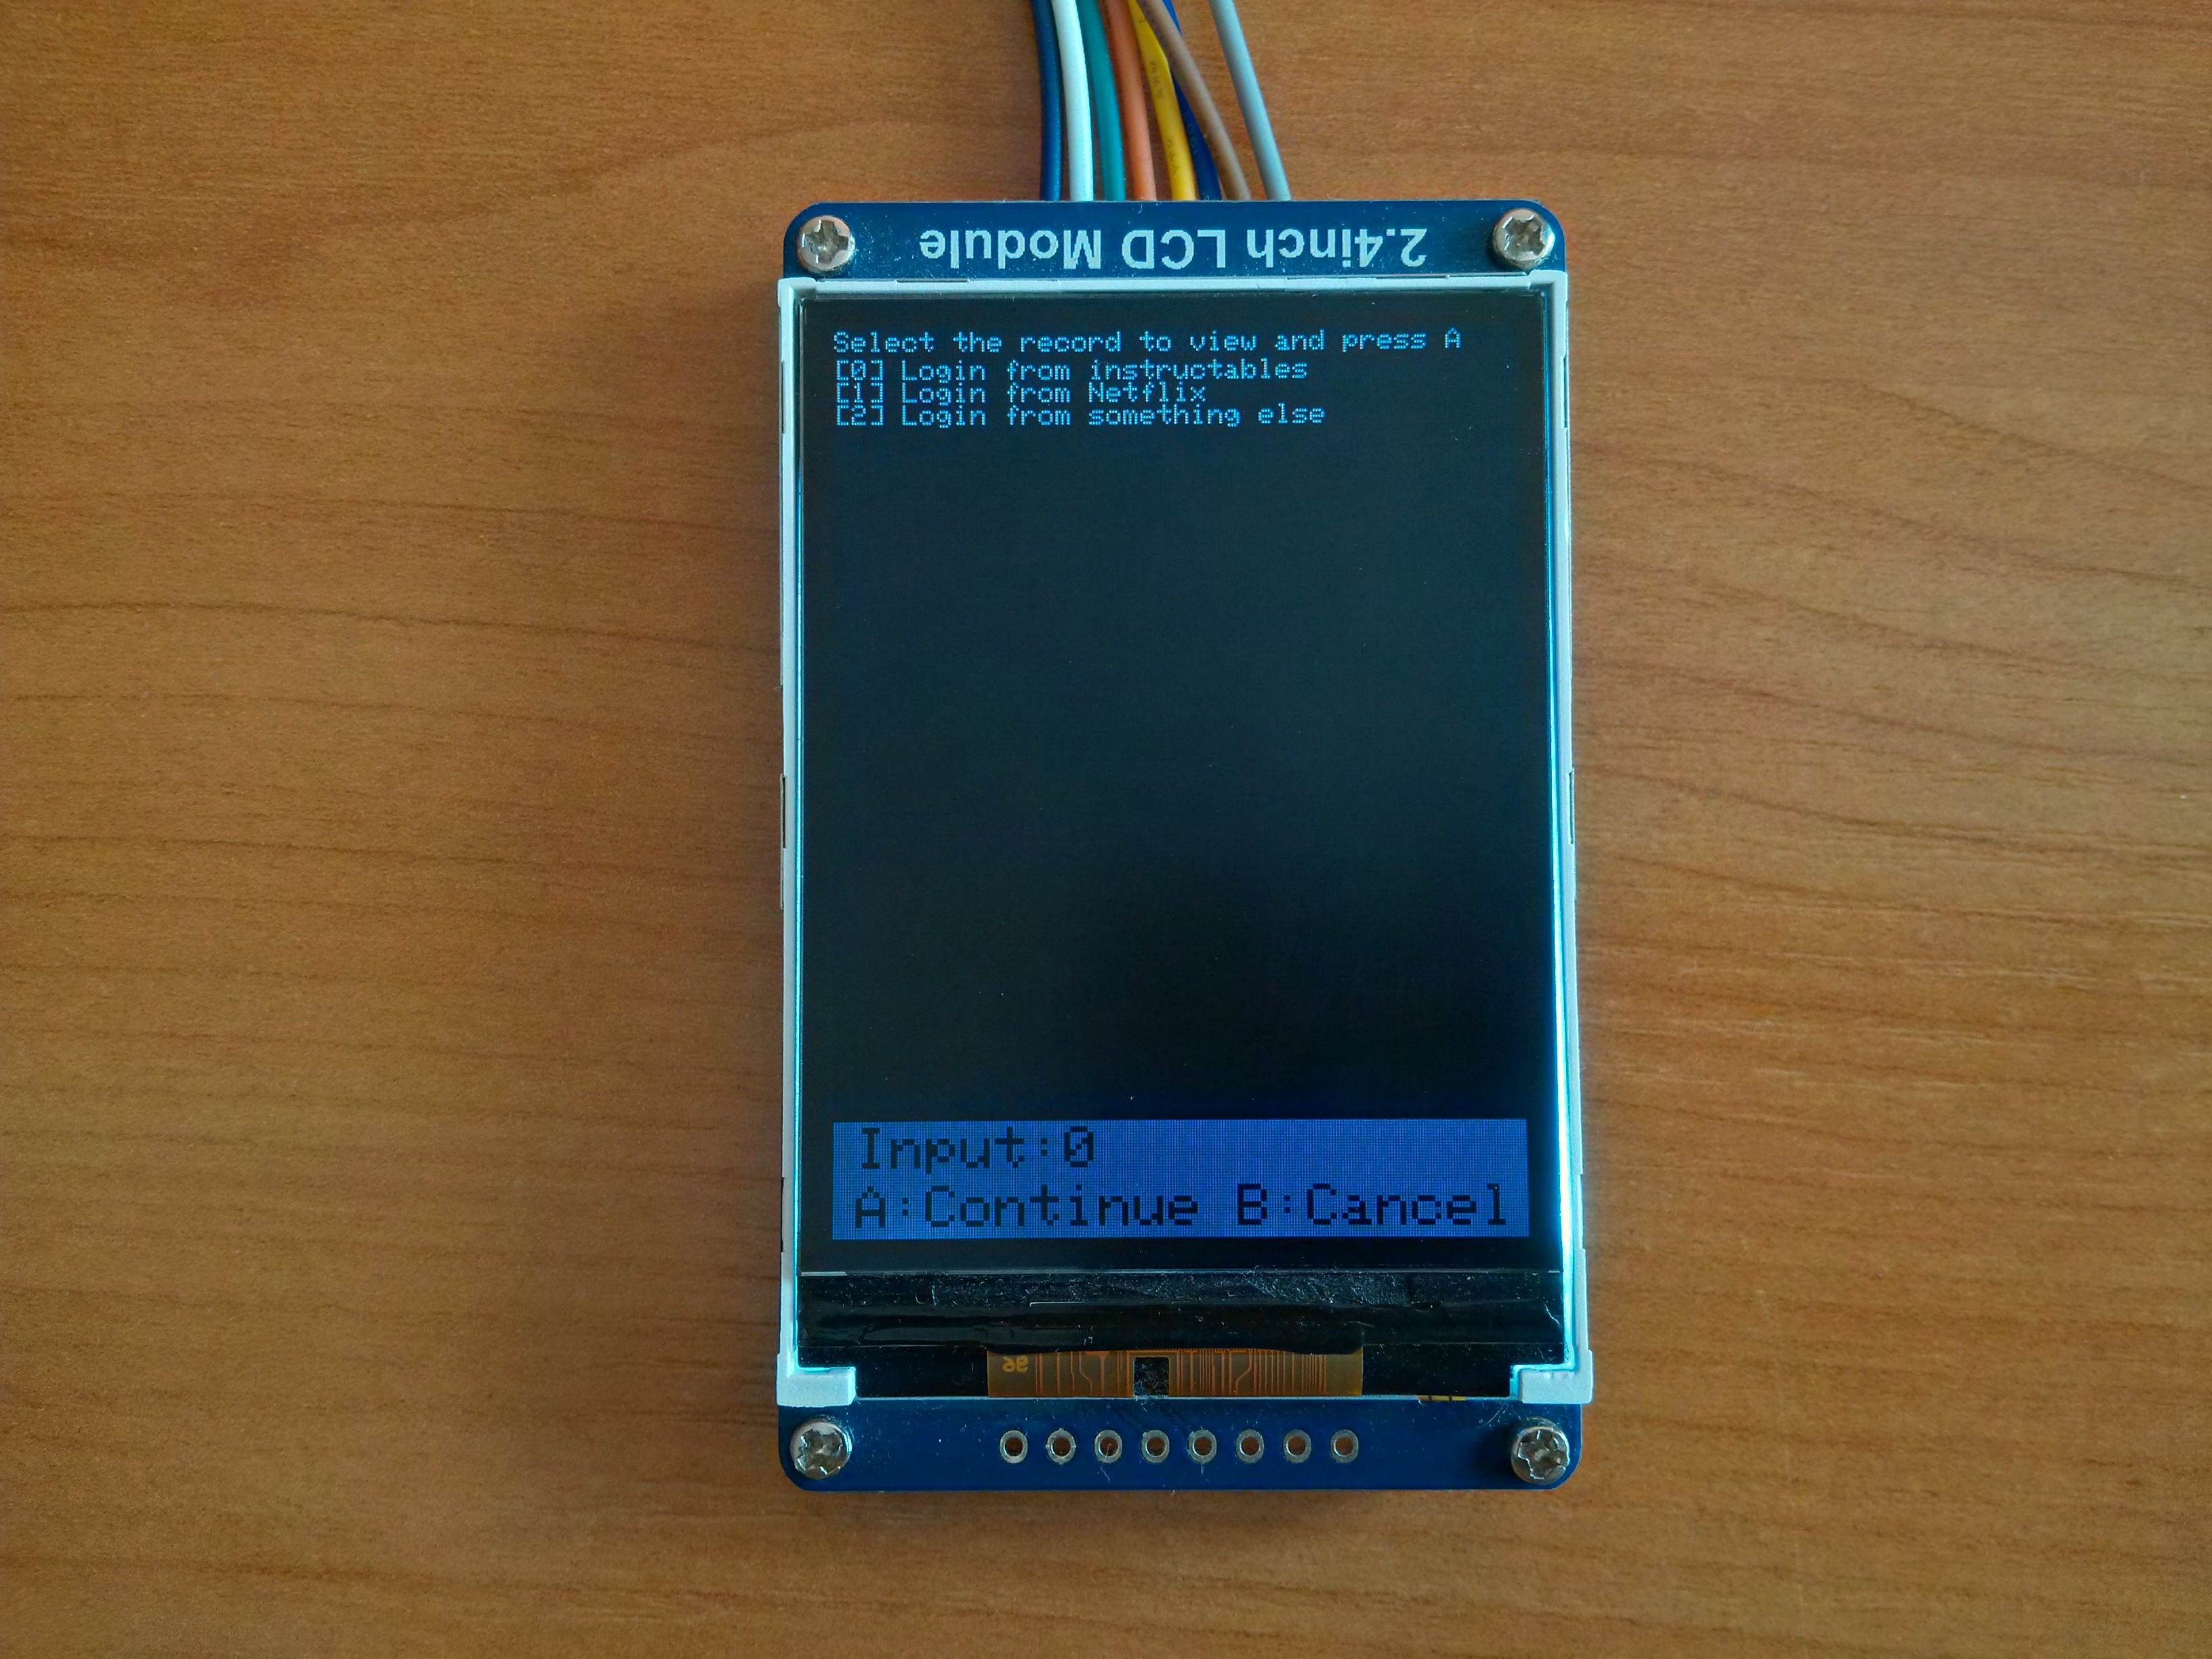 2.4inch LCD Module
Select the record to view and press A
[0] Login from instructables
[1] Login from Netflix
[2] Login from something else
Input:0
A:Continue B:Cancel